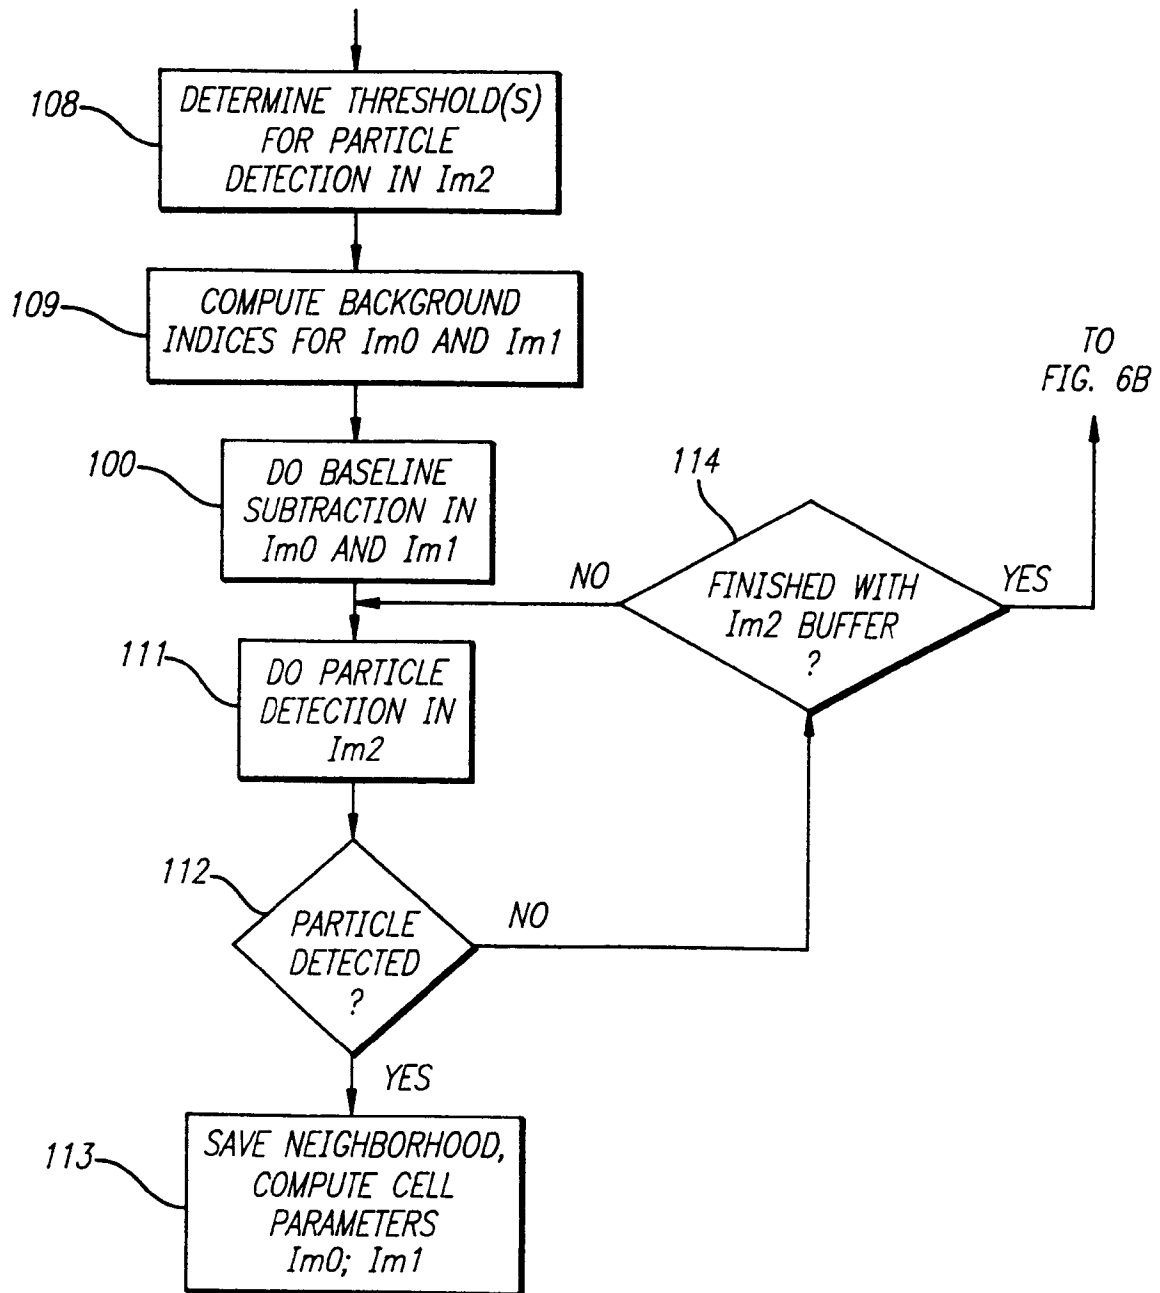 108
DETERMINE THRESHOLD(S)
FOR PARTICLE
DETECTION IN Im2
109
COMPUTE BACKGROUND
INDICES FOR Im0 AND Im1
TO
FIG. 6B
100
DO BASELINE
SUBTRACTION IN
Im0 AND Im1
114
NO
FINISHED WITH
Im2 BUFFER
?
YES
111
DO PARTICLE
DETECTION IN
Im2
112
PARTICLE
DETECTED
?
NO
YES
113
SAVE NEIGHBORHOOD,
COMPUTE CELL
PARAMETERS
Im0; Im1